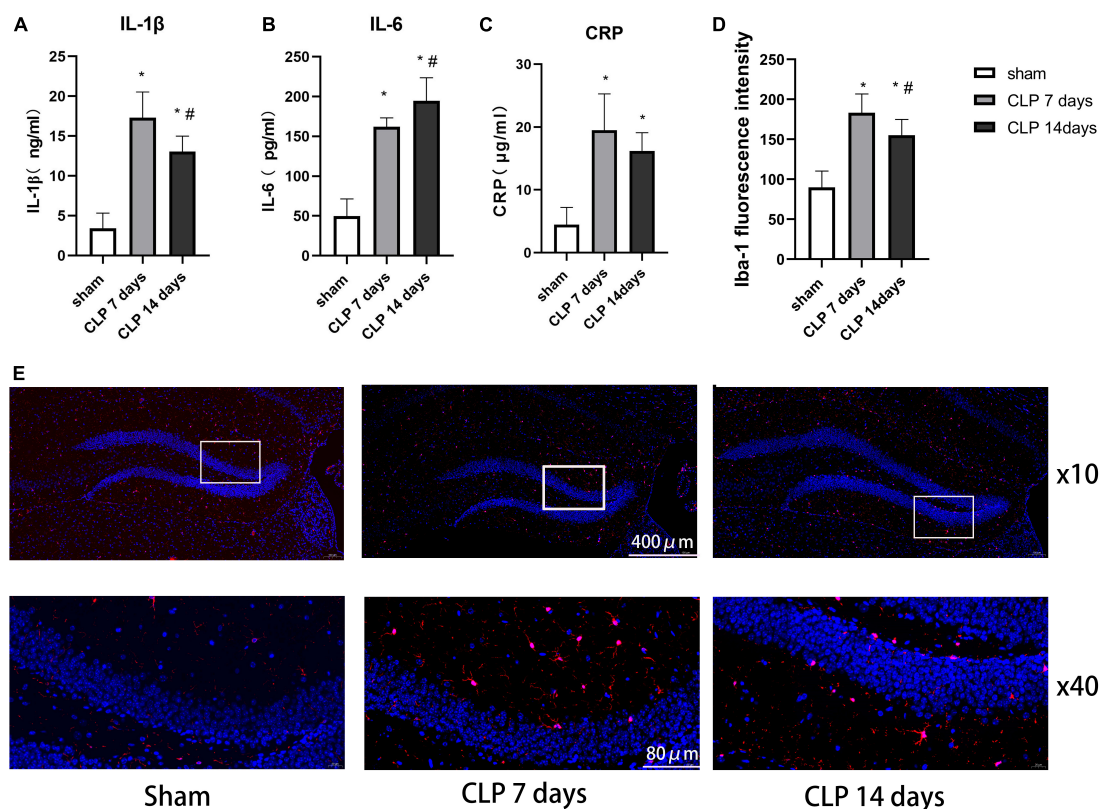 A
IL-1β
IL-1β( ng/ml)
25
20
15
10
5
0
*
* #
sham
CLP 7 days
CLP 14 days
B
IL-6
IL-6( pg/ml)
250
200
150
100
50
0
*
* #
sham
CLP 7 days
CLP 14 days
C
CRP
CRP(μg/ml)
30
20
10
0
*
*
sham
CLP 7 days
CLP 14days
D
Iba-1 fluorescence intensity
250
200
150
100
50
0
*
* #
sham
CLP 7 days
CLP 14days
sham
CLP 7 days
CLP 14days
E
400μm
x10
80μm
x40
Sham
CLP 7 days
CLP 14 days